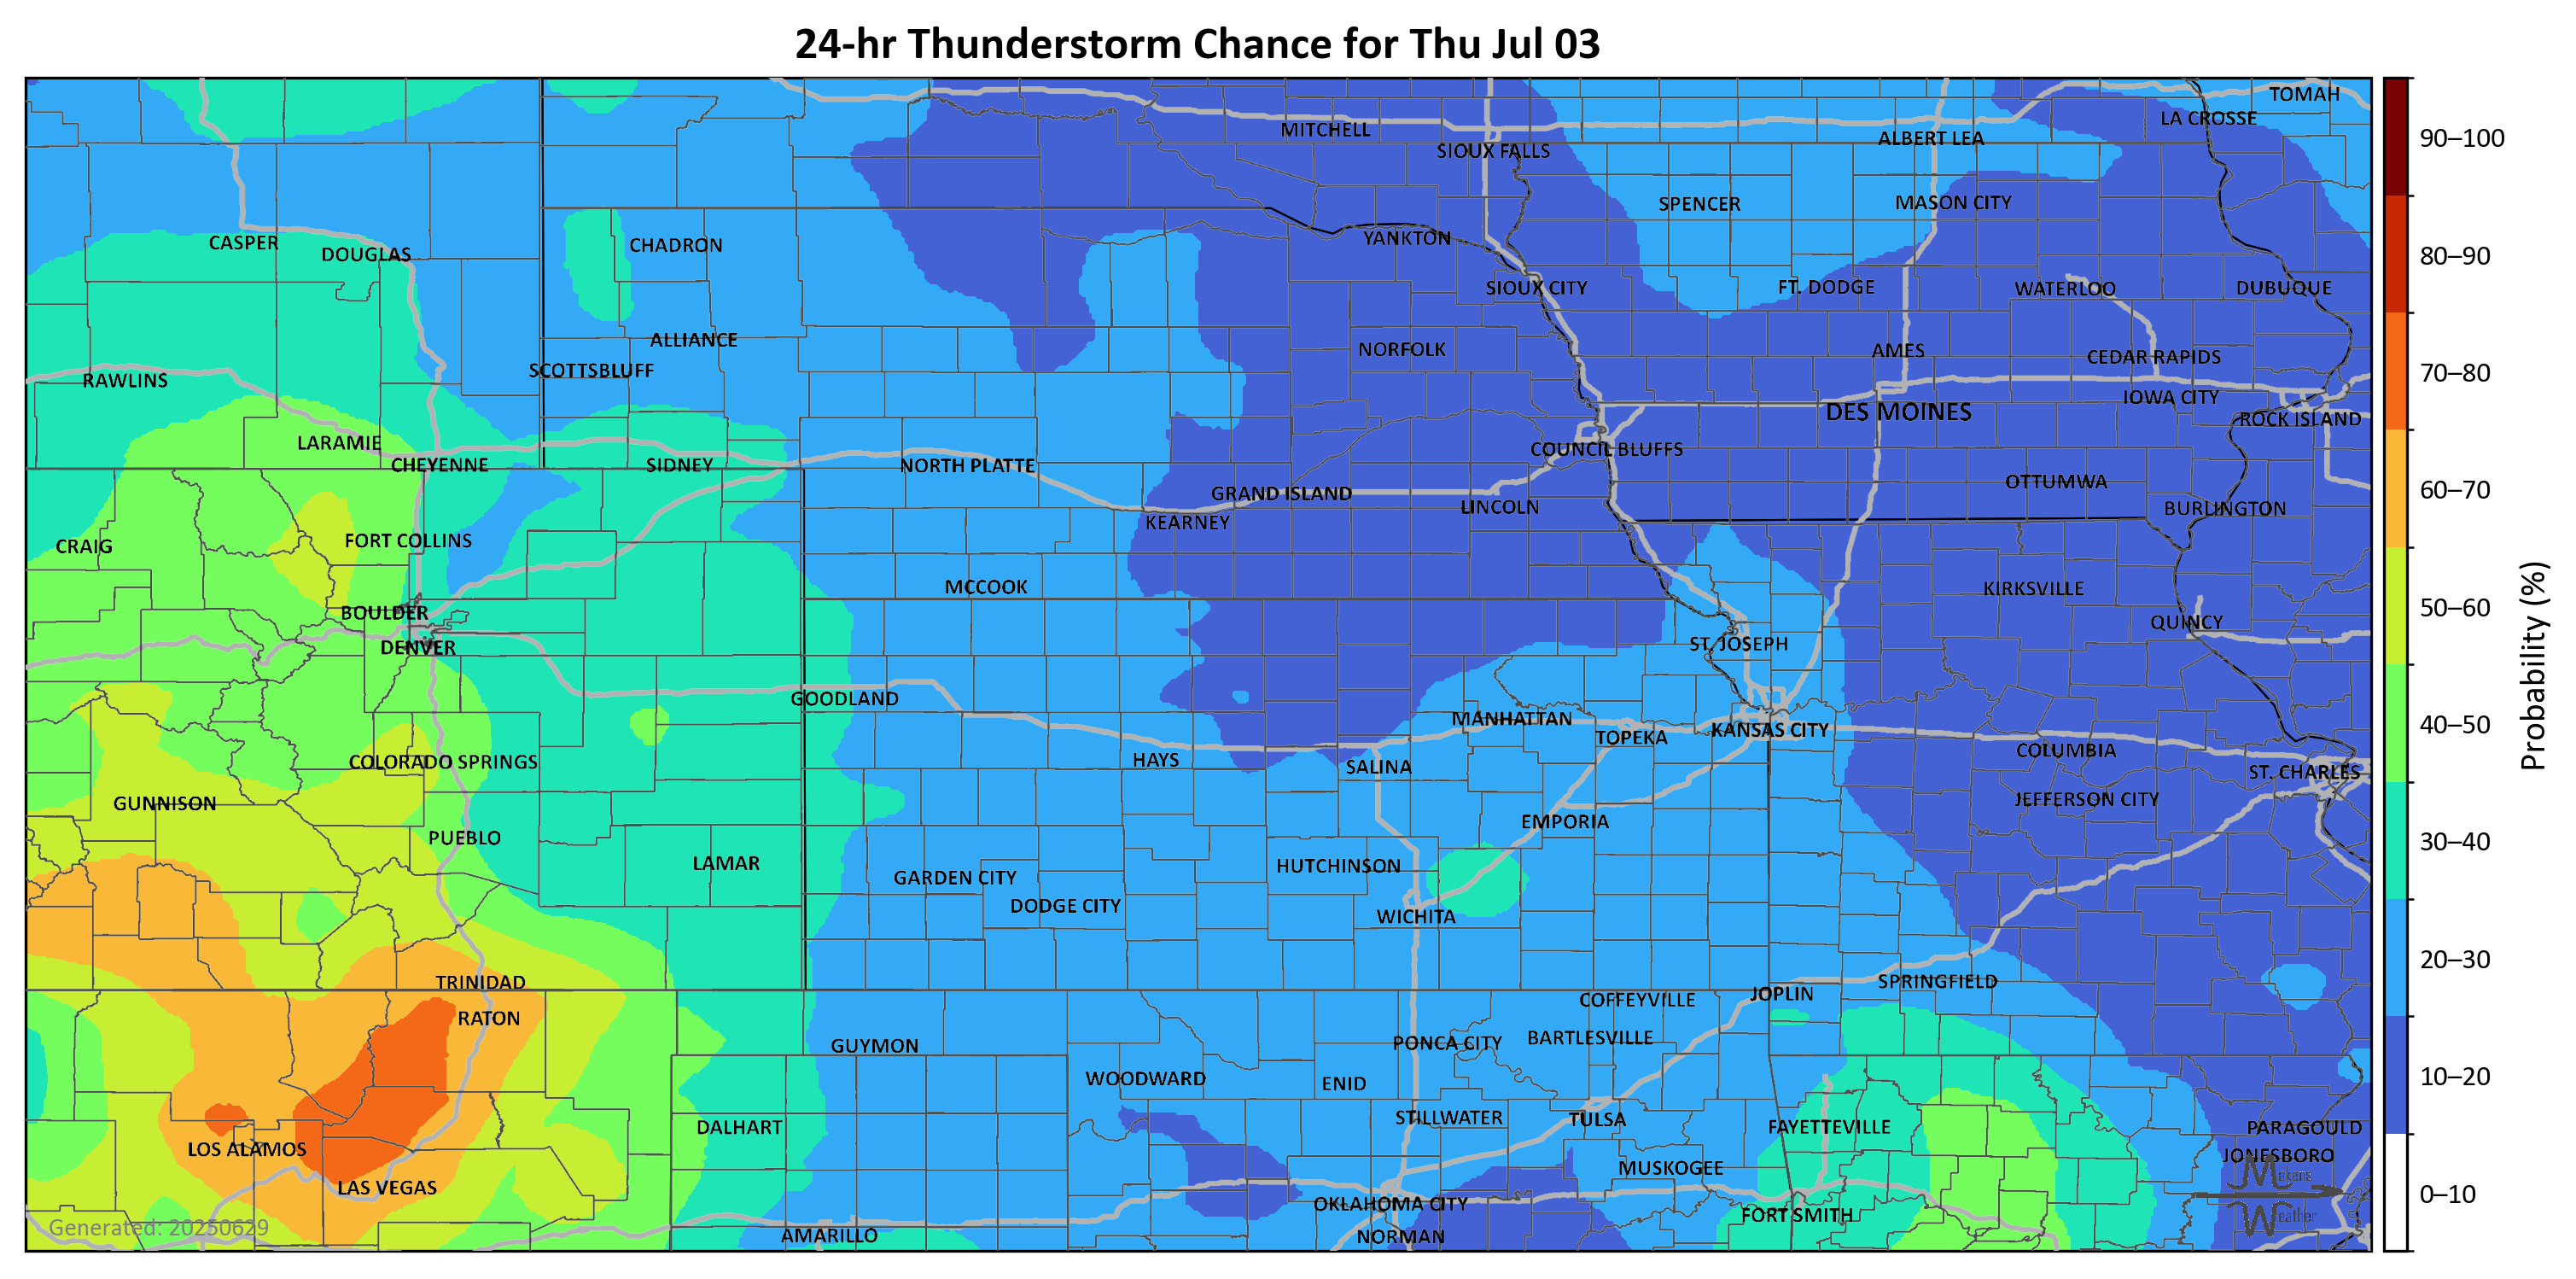 24-hr Thunderstorm Chance for Thu Jul 03
TOMAH
LA CROSSE
MITCHELL
ALBERT LEA
90–100
SIOUX FALLS
SPENCER
MASON CITY
YANKTON
CASPER
CHADRON
DOUGLAS
80–90
SIOUX CITY
FT. DODGE
WATERLOO
DUBUQUE
ALLIANCE
NORFOLK
AMES
CEDAR RAPIDS
SCOTTSBLUFF
70–80
RAWLINS
IOWA CITY
DES MOINES
ROCK ISLAND
LARAMIE
COUNCIL BLUFFS
CHEYENNE
SIDNEY
NORTH PLATTE
OTTUMWA
60–70
GRAND ISLAND
LINCOLN
BURLINGTON
KEARNEY
FORT COLLINS
CRAIG
MCCOOK
KIRKSVILLE
50–60
BOULDER
QUINCY
DENVER
ST. JOSEPH
Probability (%)
GOODLAND
MANHATTAN
40–50
KANSAS CITY
TOPEKA
COLUMBIA
COLORADO SPRINGS
HAYS
SALINA
ST. CHARLES
GUNNISON
JEFFERSON CITY
EMPORIA
PUEBLO
30–40
LAMAR
HUTCHINSON
GARDEN CITY
DODGE CITY
WICHITA
20–30
TRINIDAD
SPRINGFIELD
JOPLIN
COFFEYVILLE
RATON
BARTLESVILLE
PONCA CITY
GUYMON
WOODWARD
10–20
ENID
STILLWATER
TULSA
DALHART
FAYETTEVILLE
PARAGOULD
LOS ALAMOS
JONESBORO
MUSKOGEE
Makens
LAS VEGAS
0–10
OKLAHOMA CITY
FORT SMITH
Weather
Generated: 20250629
AMARILLO
NORMAN